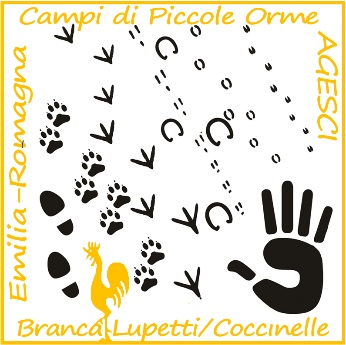 Campi di Piccole Orme
AGESCI
Emilia-Romagna
Branca Lupetti/Coccinelle